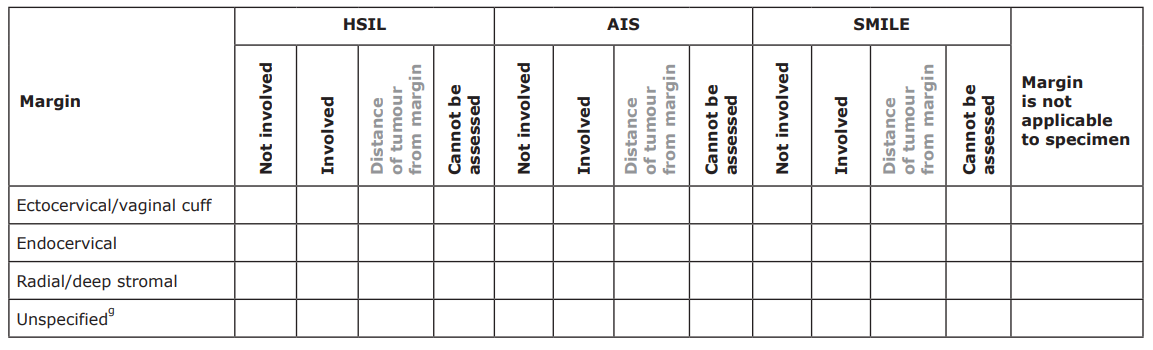 HSIL
AIS
SMILE
Margin
Not involved
Involved
Distance
of tumour
from margin
Cannot be
assessed
Not involved
Involved
Distance
of tumour
from margin
Cannot be
assessed
Not involved
Involved
Distance
of tumour
from margin
Cannot be
assessed
Margin
is not
applicable
to specimen
Ectocervical/vaginal cuff
Endocervical
Radial/deep stromal
Unspecifiedᵍ